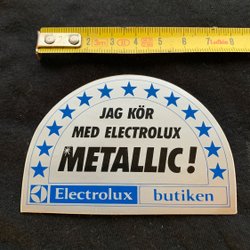 JAG KÖR
MED ELECTROLUX
METALLIC!
Electrolux butiken